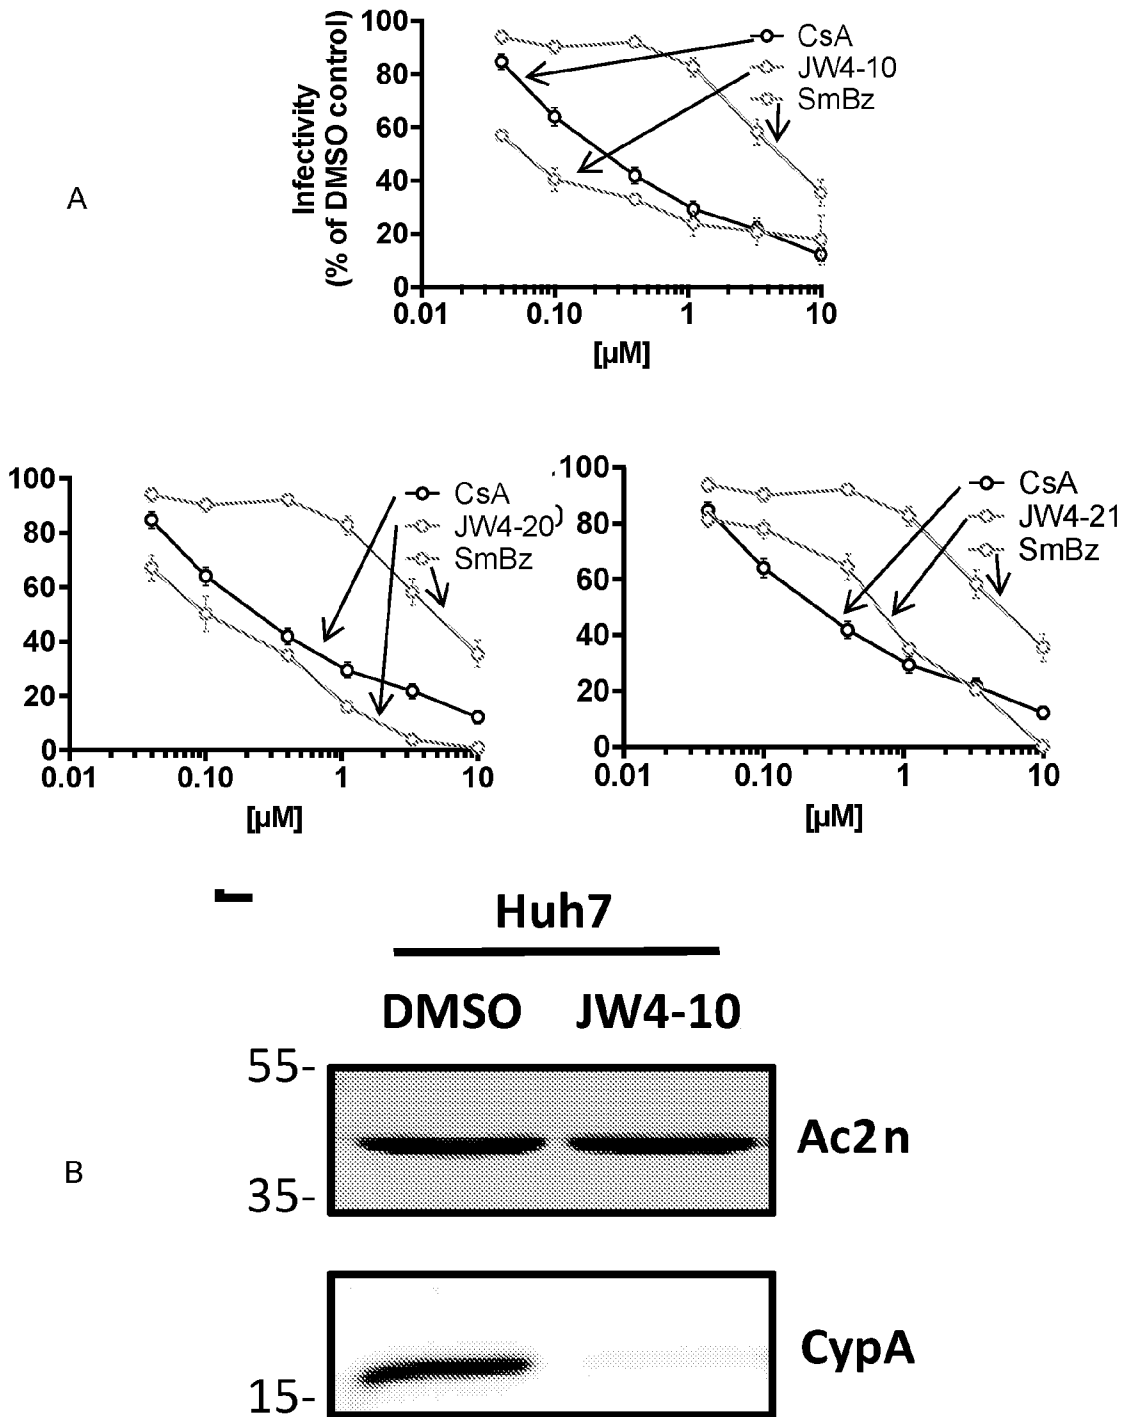 A
Infectivity
(% of DMSO control)
100
80
60
40
20
0
0.01
0.10
1
10
[µM]
CsA
JW4-10
SmBz
100
80
60
40
20
0
0.01
0.10
1
10
[µM]
CsA
JW4-20
SmBz
100
80
60
40
20
0
0.01
0.10
1
10
[µM]
CsA
JW4-21
SmBz
B
Huh7
DMSO JW4-10
55-
Ac2n
35-
CypA
15-